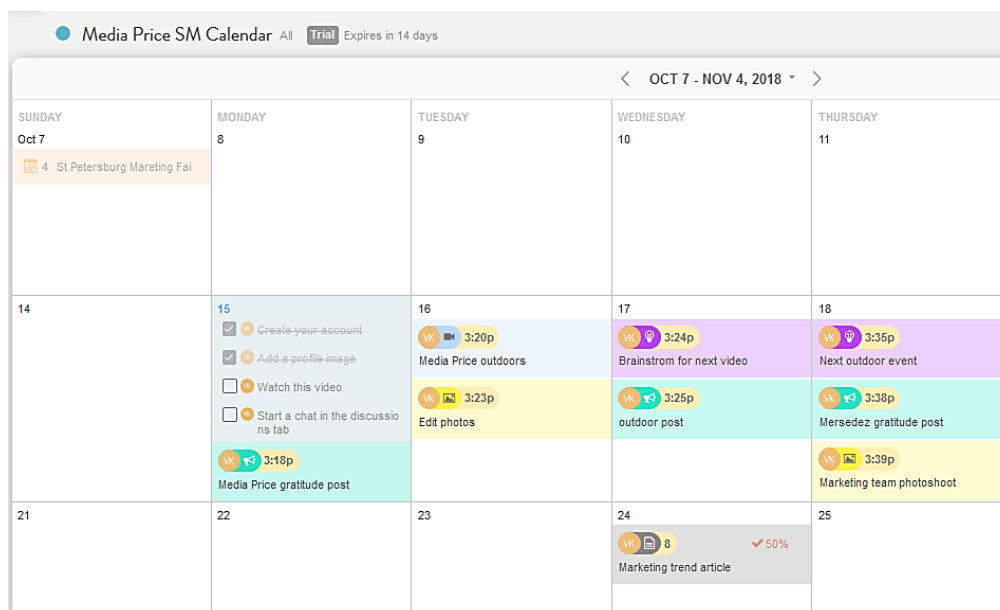 Media Price SM Calendar All Trial Expires in 14 days
OCT 7 - NOV 4, 2018
SUNDAY MONDAY TUESDAY WEDNESDAY THURSDAY
Oct 7 8 9 10 11
4 St Petersburg Mareting Fai
14 15 16 17 18
VK Create your account
VK Add a profile image
VK Watch this video
VK Start a chat in the discussio
ns tab
VK 3:18p
Media Price gratitude post
VK 3:20p
Media Price outdoors
VK 3:23p
Edit photos
VK 3:24p
Brainstrom for next video
VK 3:25p
outdoor post
VK 3:35p
Next outdoor event
VK 3:38p
Mersedez gratitude post
VK 3:39p
Marketing team photoshoot
21 22 23 24 25
VK 8 50%
Marketing trend article